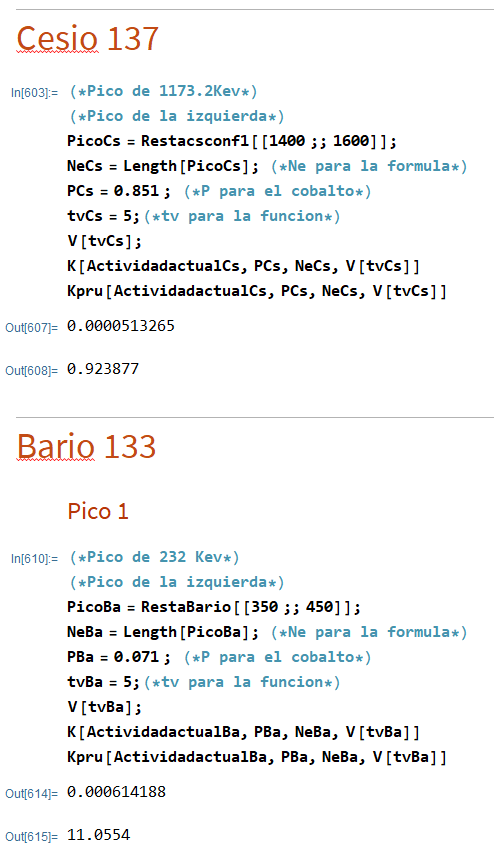 Cesio 137
In[603]:= (*Pico de 1173.2Kev*)
(*Pico de la izquierda*)
PicoCs = Restacsconf1[[1400 ;; 1600]];
NeCs = Length[PicoCs]; (*Ne para la formula*)
PCs = 0.851 ; (*P para el cobalto*)
tvCs = 5;(*tv para la funcion*)
V[tvCs];
K[ActividadactualCs, PCs, NeCs, V[tvCs]]
Kpru[ActividadactualCs, PCs, NeCs, V[tvCs]]
Out[607]= 0.0000513265
Out[608]= 0.923877
Bario 133
Pico 1
In[610]:= (*Pico de 232 Kev*)
(*Pico de la izquierda*)
PicoBa = RestaBario[[350 ;; 450]];
NeBa = Length[PicoBa]; (*Ne para la formula*)
PBa = 0.071 ; (*P para el cobalto*)
tvBa = 5;(*tv para la funcion*)
V[tvBa];
K[ActividadactualBa, PBa, NeBa, V[tvBa]]
Kpru[ActividadactualBa, PBa, NeBa, V[tvBa]]
Out[614]= 0.000614188
Out[615]= 11.0554